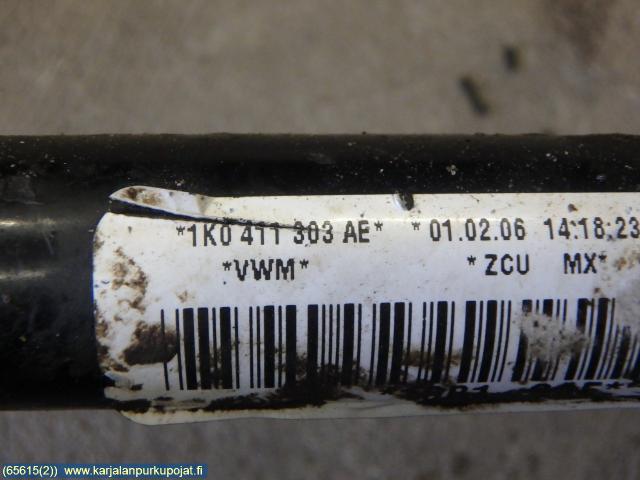 *1K0 411 303 AE* *01.02.06 14:18:23
*VWM* *ZCU MX*
(65615(2)) www.karjalanpurkupojat.fi